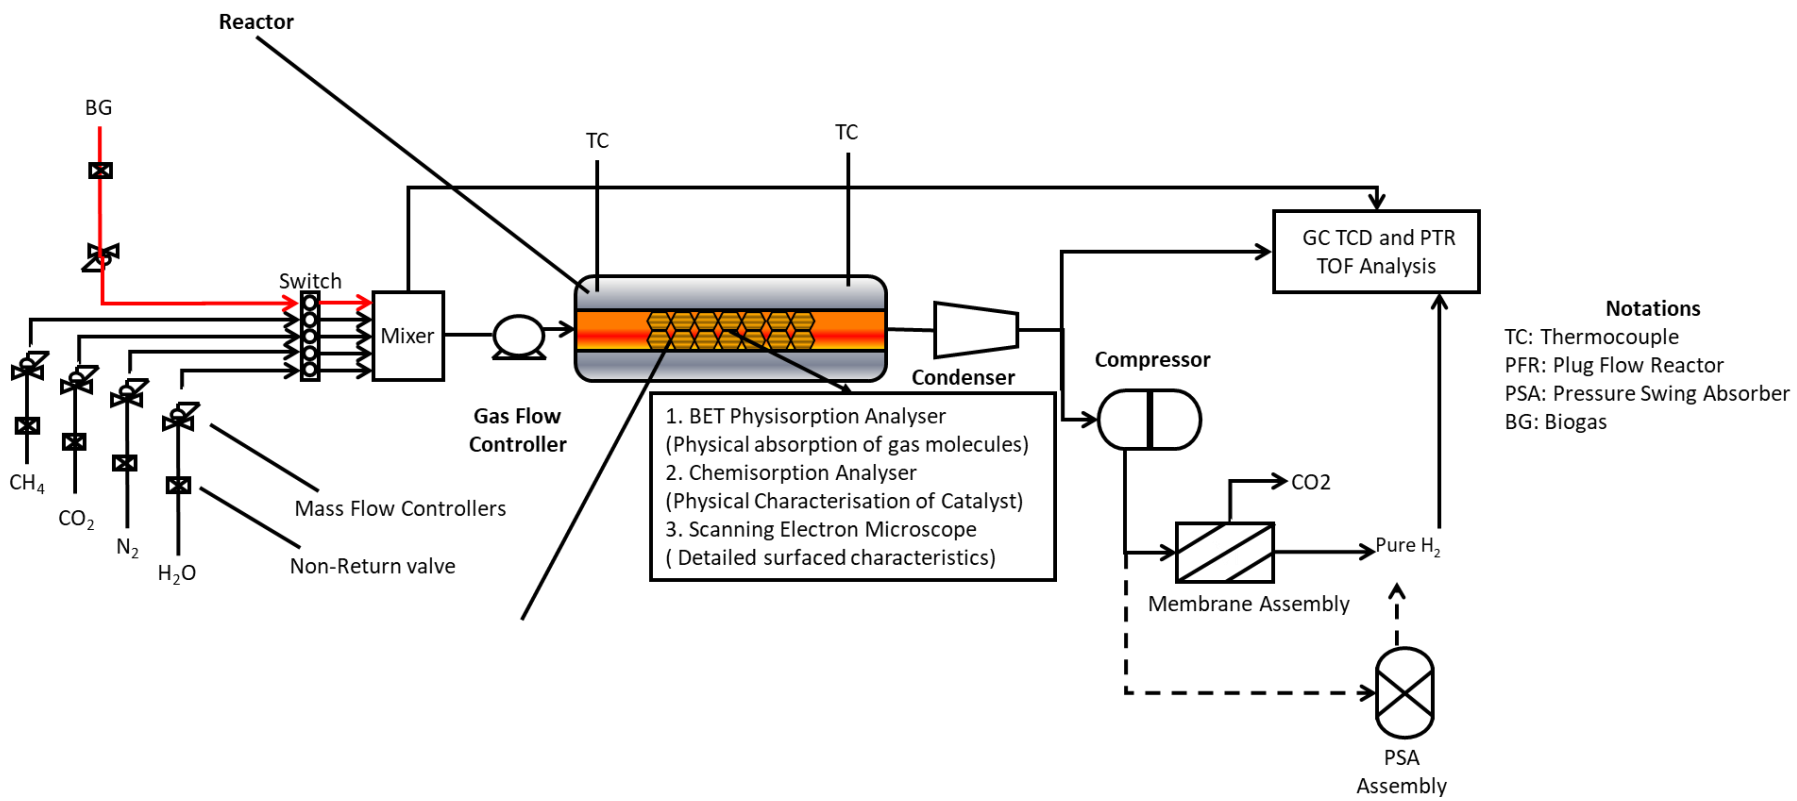 Reactor
BG
TC
TC
Switch
Mixer
GC TCD and PTR
TOF Analysis
Gas Flow
Controller
Condenser
Compressor
1. BET Physisorption Analyser
(Physical absorption of gas molecules)
2. Chemisorption Analyser
(Physical Characterisation of Catalyst)
3. Scanning Electron Microscope
( Detailed surfaced characteristics)
CH₄
CO₂
N₂
H₂O
Mass Flow Controllers
Non-Return valve
CO2
Pure H₂
Membrane Assembly
PSA
Assembly
Notations
TC: Thermocouple
PFR: Plug Flow Reactor
PSA: Pressure Swing Absorber
BG: Biogas